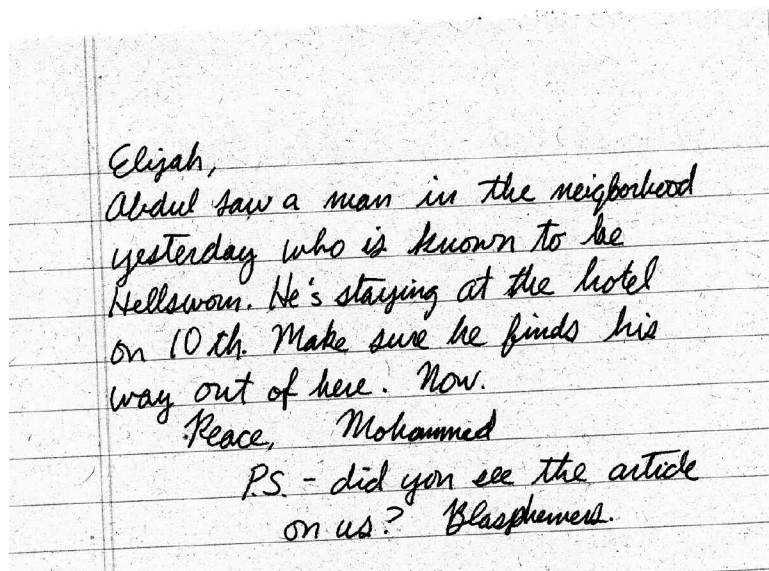 Elijah,
Abdul saw a man in the neigborhood
yesterday who is known to be
Hellsworn. He's staying at the hotel
on 10th. Make sure he finds his
way out of here. Now.
Peace, Mohammed
P.S. - did you see the article
on us? Blasphemers.